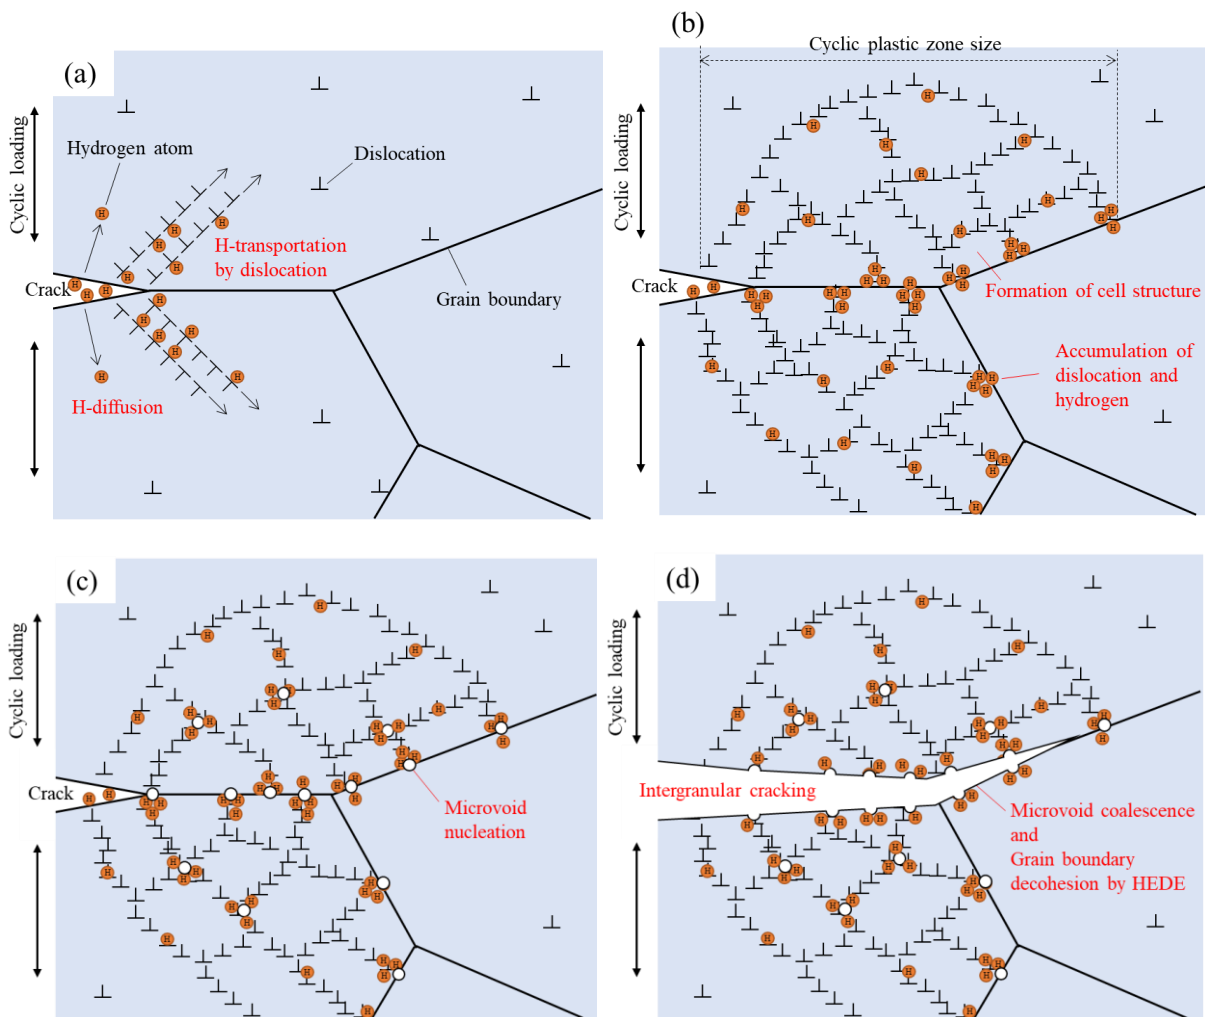 (a)
Cyclic loading
Hydrogen atom
Dislocation
H-transportation
by dislocation
Crack
Grain boundary
H-diffusion
(b)
Cyclic plastic zone size
Cyclic loading
Crack
Formation of cell structure
Accumulation of
dislocation and
hydrogen
(c)
Cyclic loading
Crack
Microvoid
nucleation
(d)
Cyclic loading
Intergranular cracking
Microvoid coalescence
and
Grain boundary
decohesion by HEDE